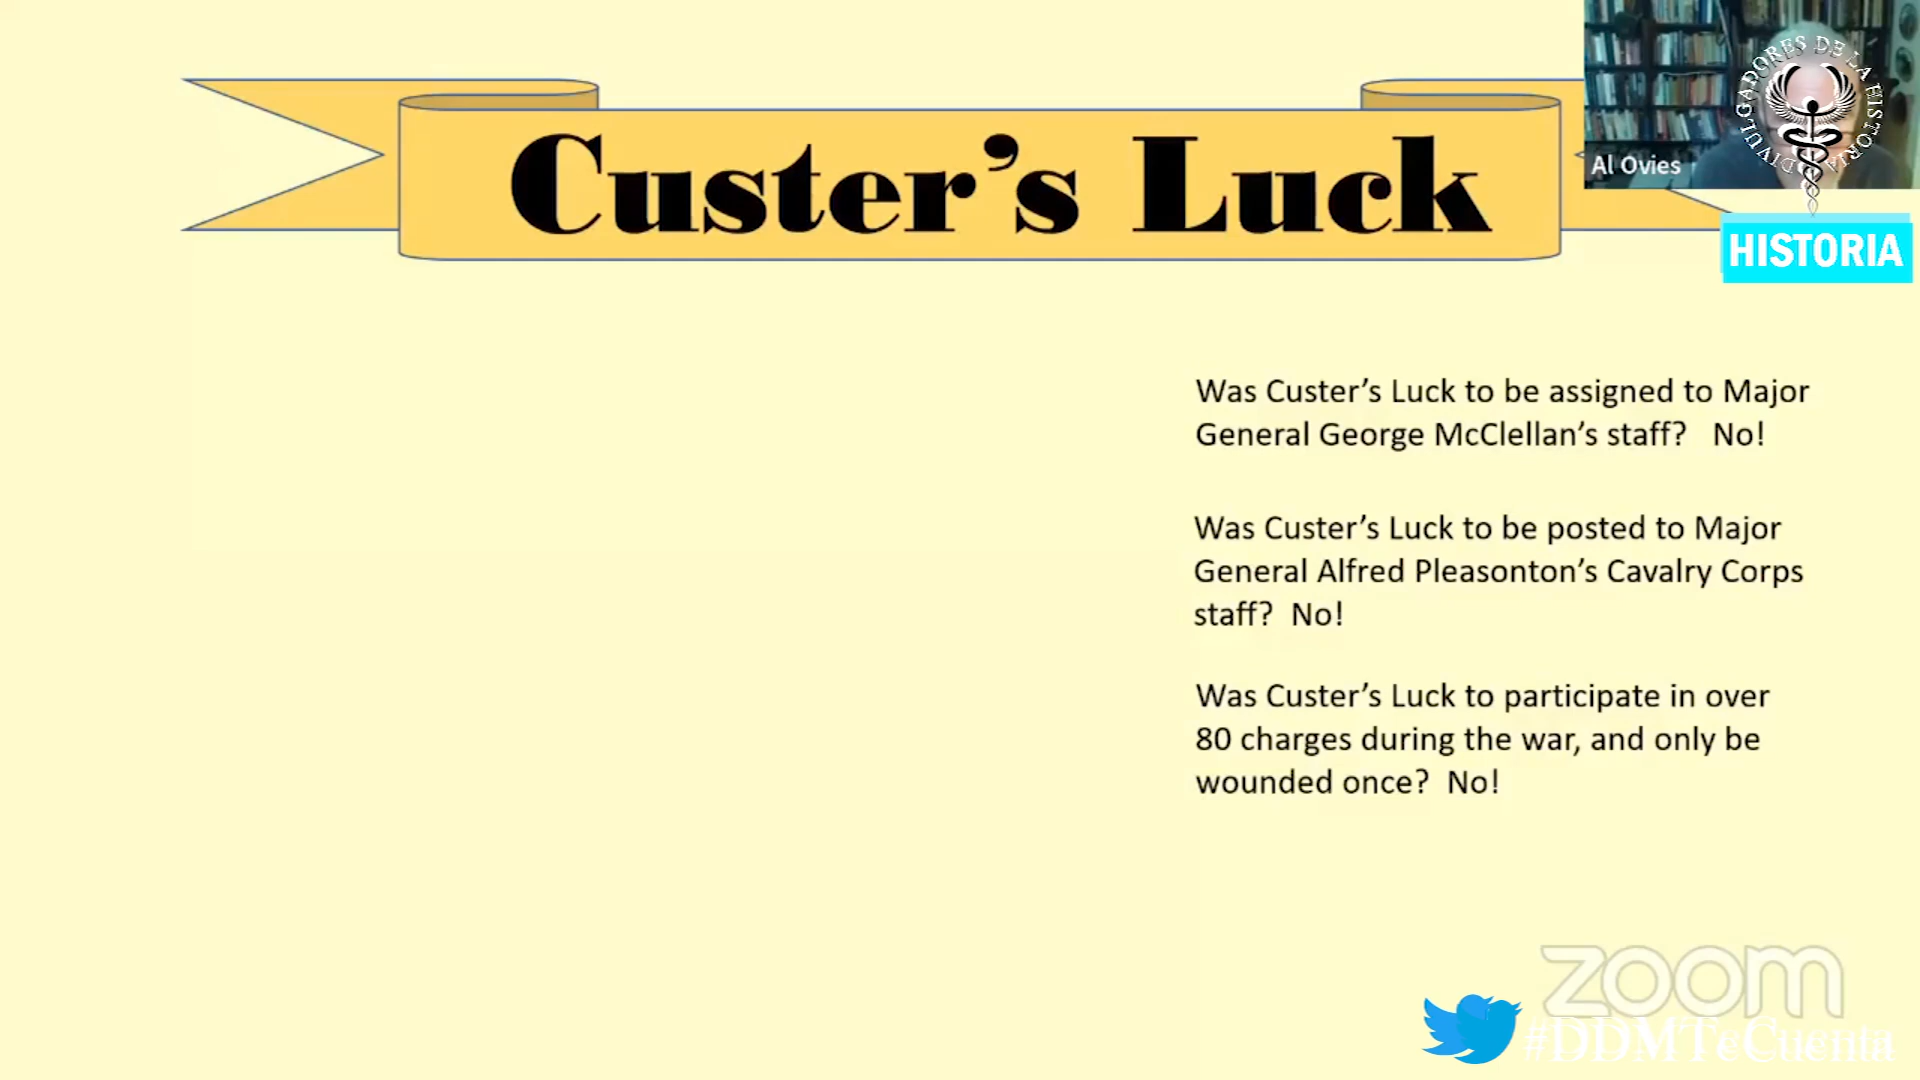 Custer’s Luck
Al Ovies
DIVULGADORES DE LA HISTORIA
HISTORIA
Was Custer’s Luck to be assigned to Major
General George McClellan’s staff? No!
Was Custer’s Luck to be posted to Major
General Alfred Pleasonton’s Cavalry Corps
staff? No!
Was Custer’s Luck to participate in over
80 charges during the war, and only be
wounded once? No!
zoom
#DDMTeCuenta